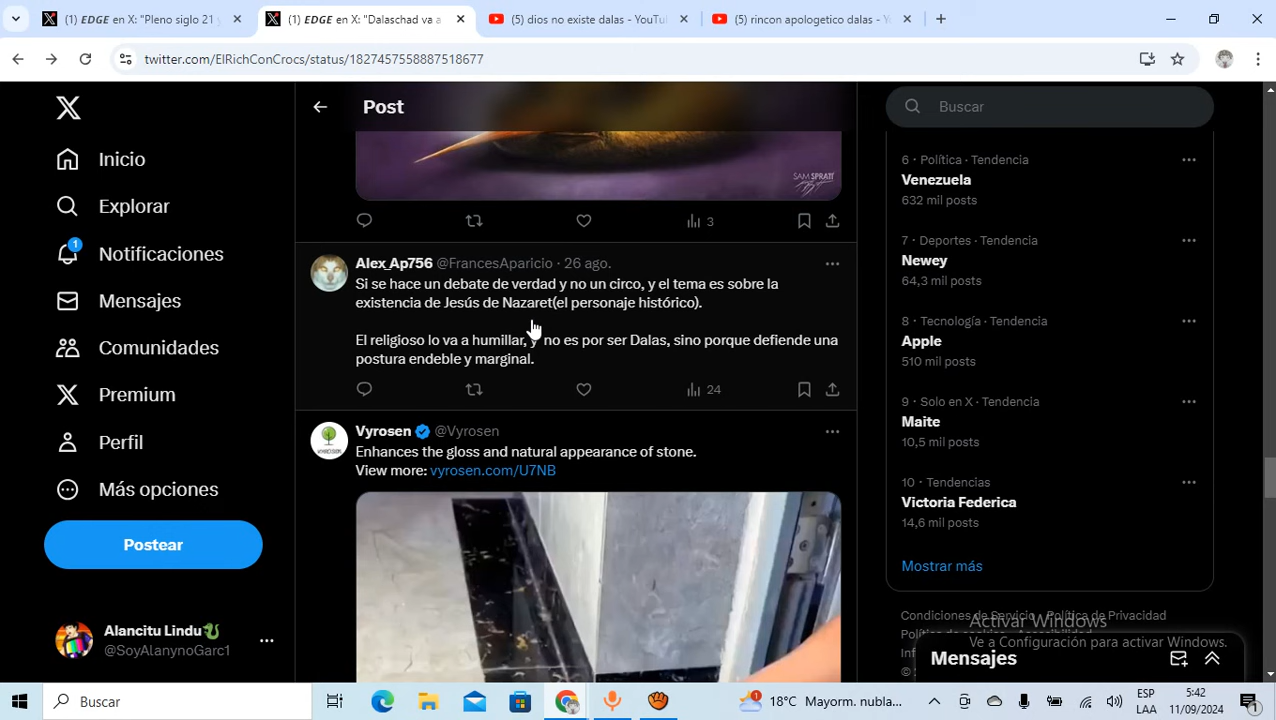 (1) EDGE en X: "Pleno siglo 21 y
(1) EDGE en X: "Dalaschad va a
(5) dios no existe dalas - YouTu
(5) rincon apologetico dalas - Y
twitter.com/ElRichConCrocs/status/1827457558887518677
Inicio
Explorar
1
Notificaciones
Mensajes
Comunidades
Premium
Perfil
Más opciones
Postear
Alancitu Lindu
@SoyAlanynoGarc1
Post
SAM SPRATT
3
Alex_Ap756 @FrancesAparicio · 26 ago.
Si se hace un debate de verdad y no un circo, y el tema es sobre la
existencia de Jesús de Nazaret(el personaje histórico).
El religioso lo va a humillar, y no es por ser Dalas, sino porque defiende una
postura endeble y marginal.
24
Vyrosen @Vyrosen
Enhances the gloss and natural appearance of stone.
View more: vyrosen.com/U7NB
Buscar
6 · Política · Tendencia
Venezuela
632 mil posts
7 · Deportes · Tendencia
Newey
64,3 mil posts
8 · Tecnología · Tendencia
Apple
510 mil posts
9 · Solo en X · Tendencia
Maite
10,5 mil posts
10 · Tendencias
Victoria Federica
14,6 mil posts
Mostrar más
Condiciones de Servicio Política de Privacidad
Activar Windows
Ve a Configuración para activar Windows.
Mensajes
Buscar
1
18°C Mayorm. nubla...
ESP
LAA
5:42
11/09/2024
1